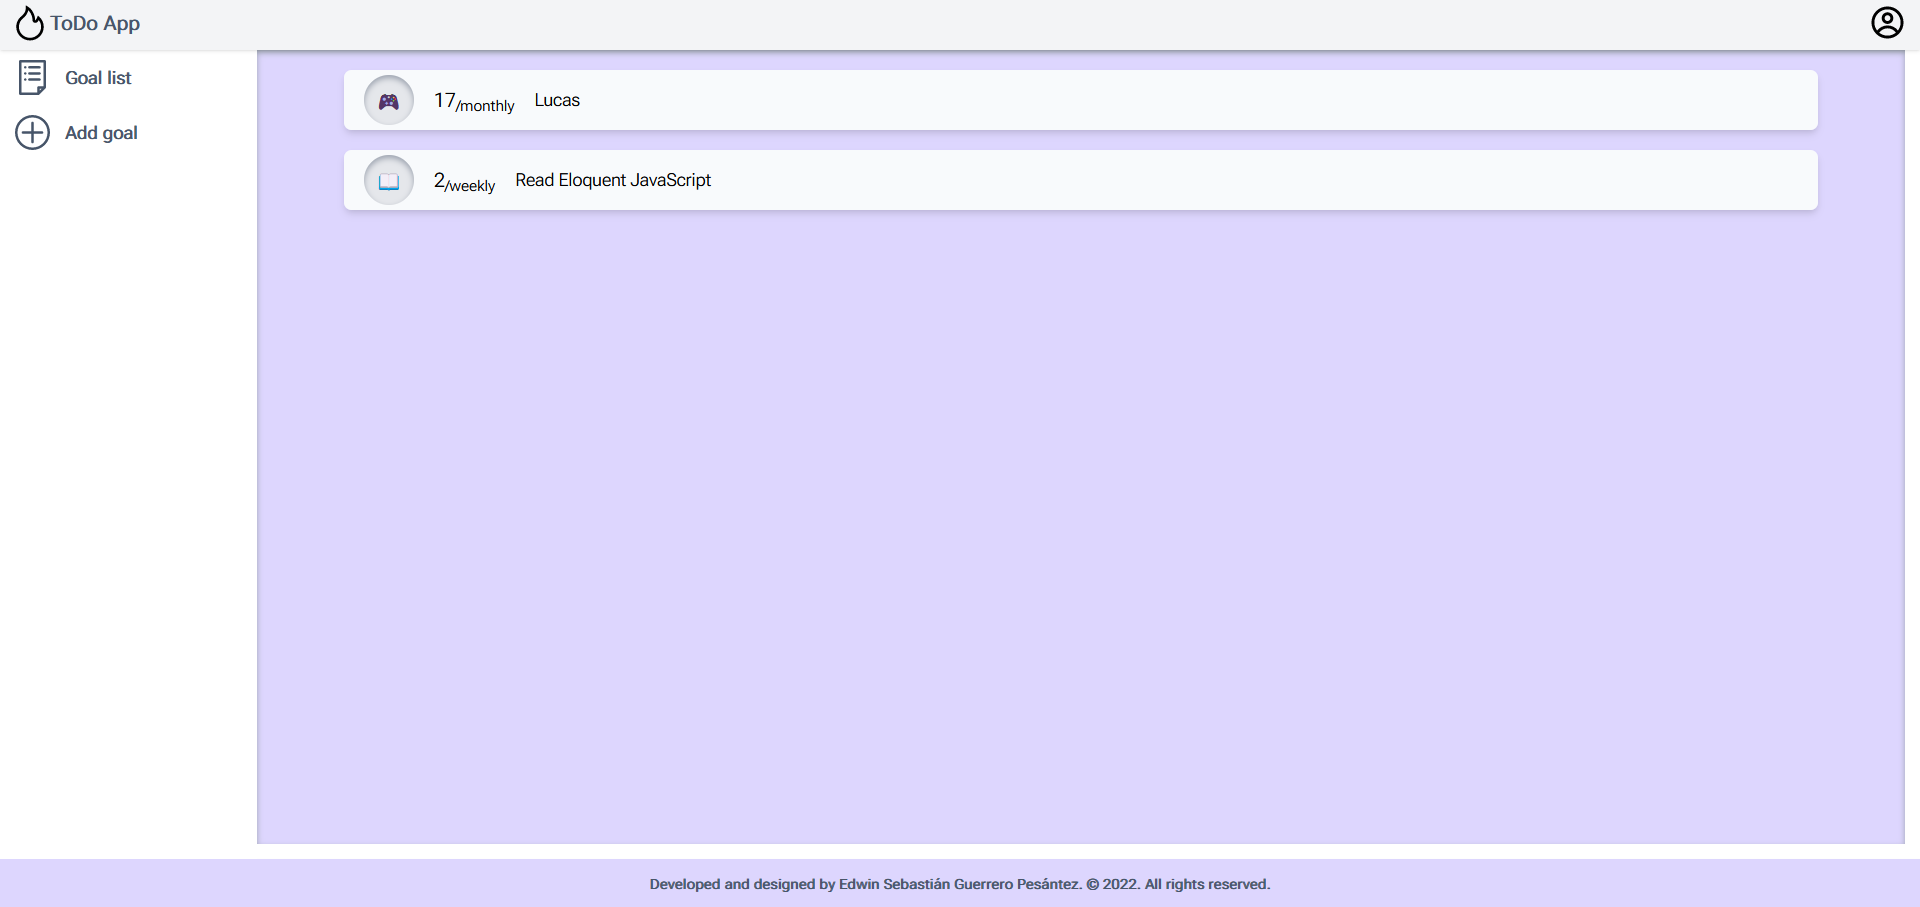 ToDo App
Goal list
Add goal
17/monthly Lucas
2/weekly Read Eloquent JavaScript
Developed and designed by Edwin Sebastián Guerrero Pesántez. © 2022. All rights reserved.